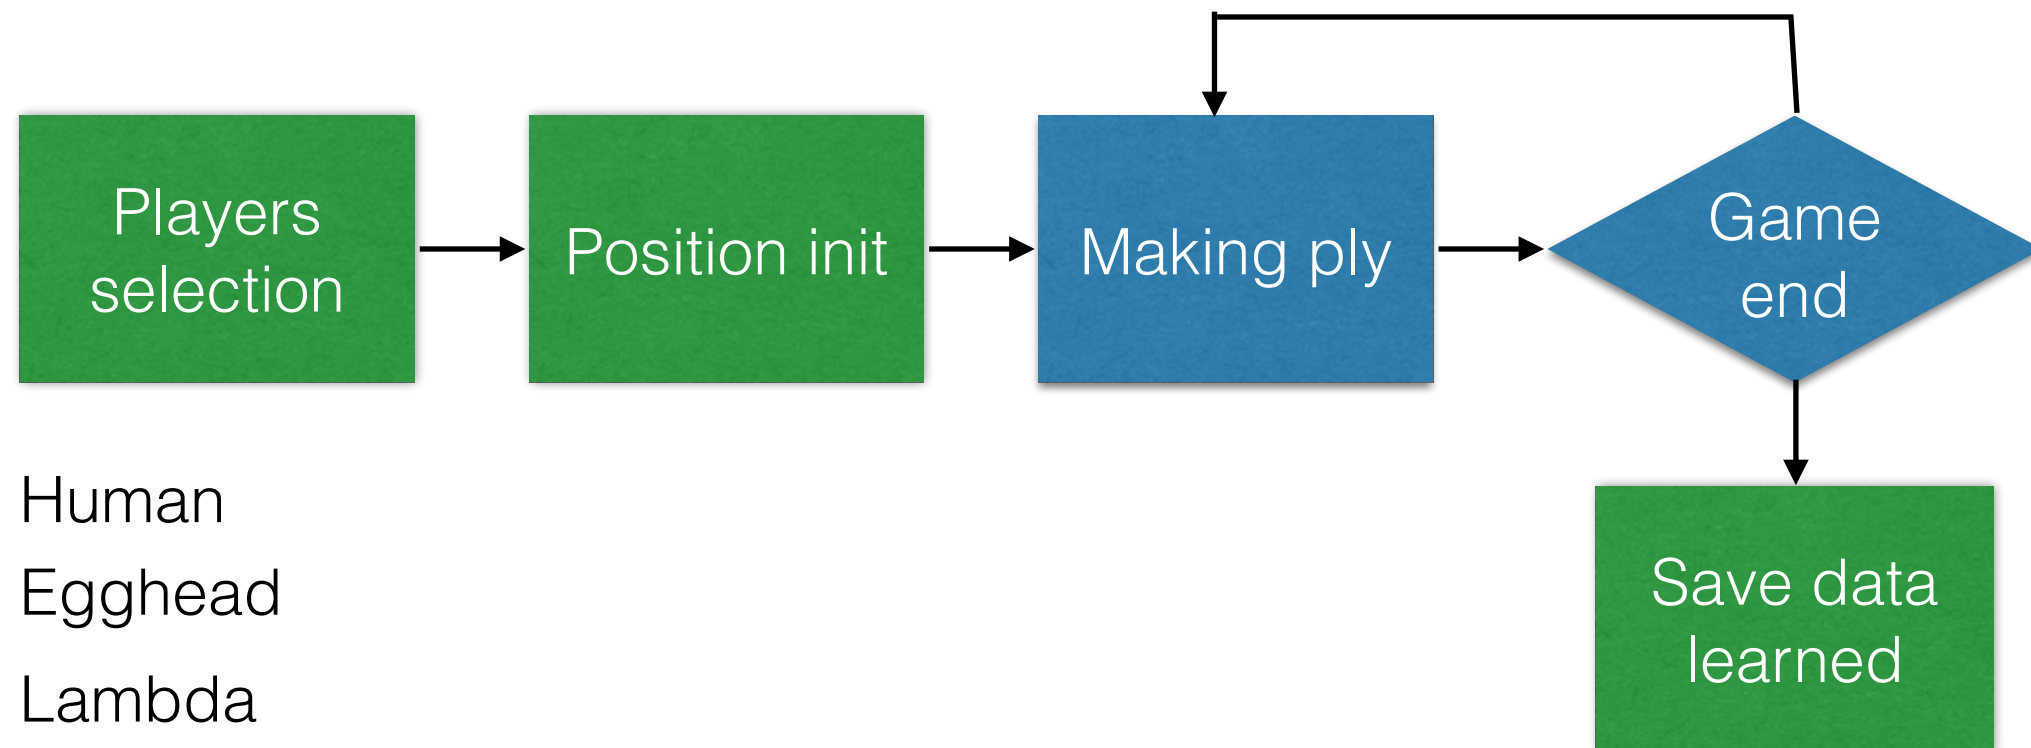 Players
selection
Position init
Making ply
Game
end
Human
Egghead
Lambda
Save data
learned